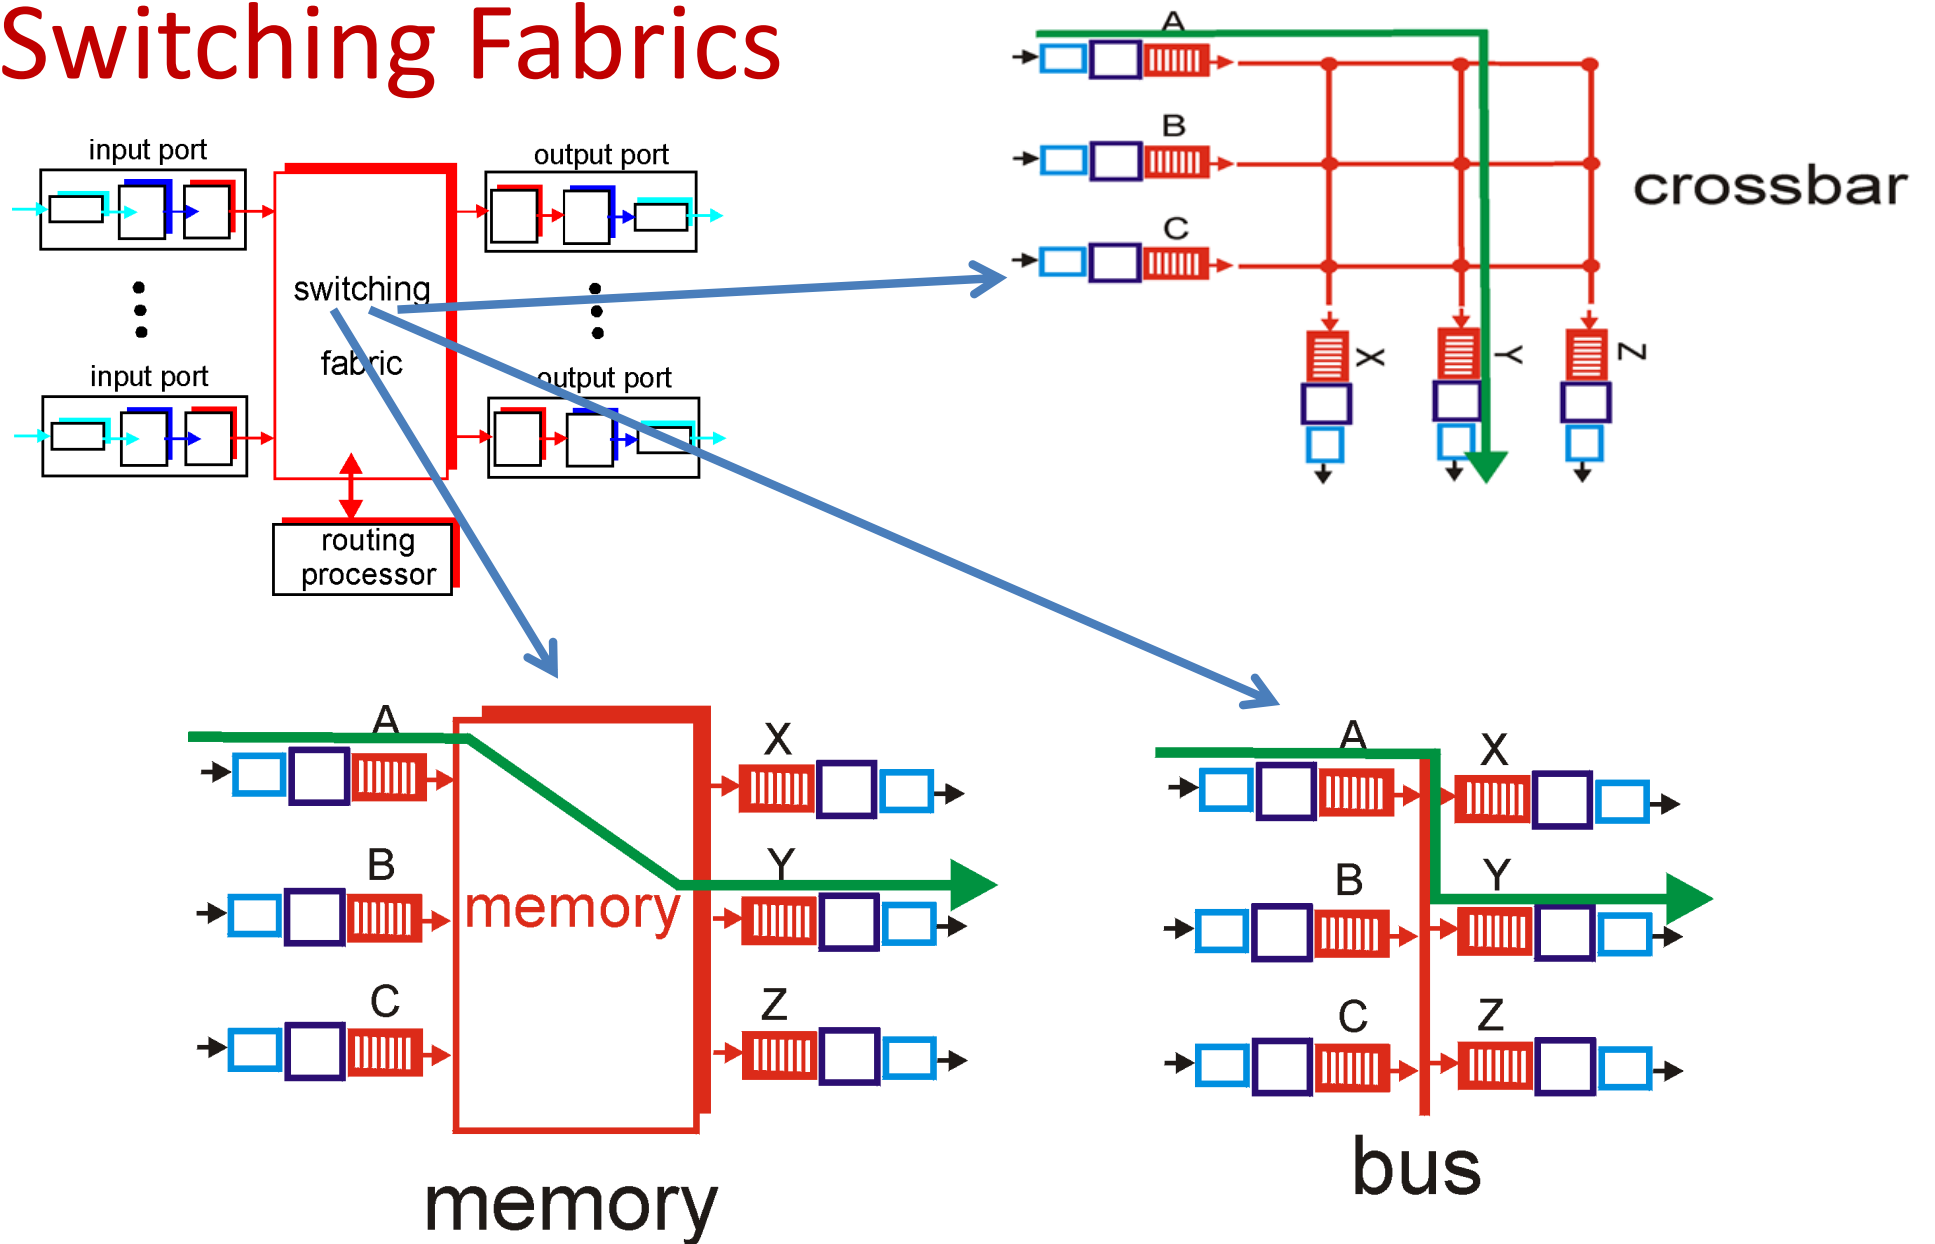 Switching Fabrics
input port
output port
switching
fabric
input port
output port
routing
processor
A
B
C
X
Y
Z
crossbar
A
B
C
memory
X
Y
Z
memory
A
B
C
X
Y
Z
bus